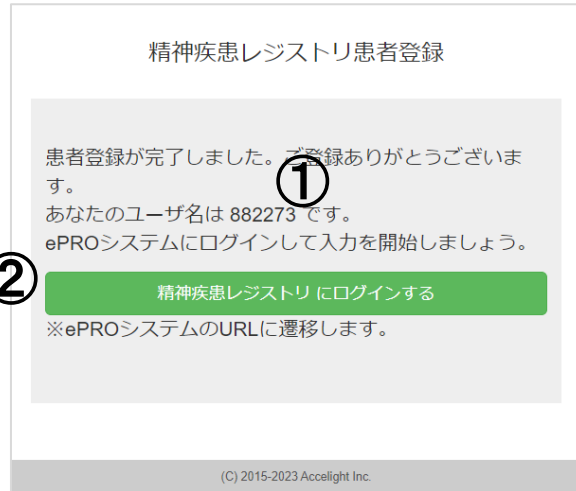 精神疾患レジストリ患者登録
患者登録が完了しました。ご登録ありがとうございま
す。
①
あなたのユーザ名は 882273 です。
ePROシステムにログインして入力を開始しましょう。
②
精神疾患レジストリ にログインする
※ePROシステムのURLに遷移します。
(C) 2015-2023 Accelight Inc.